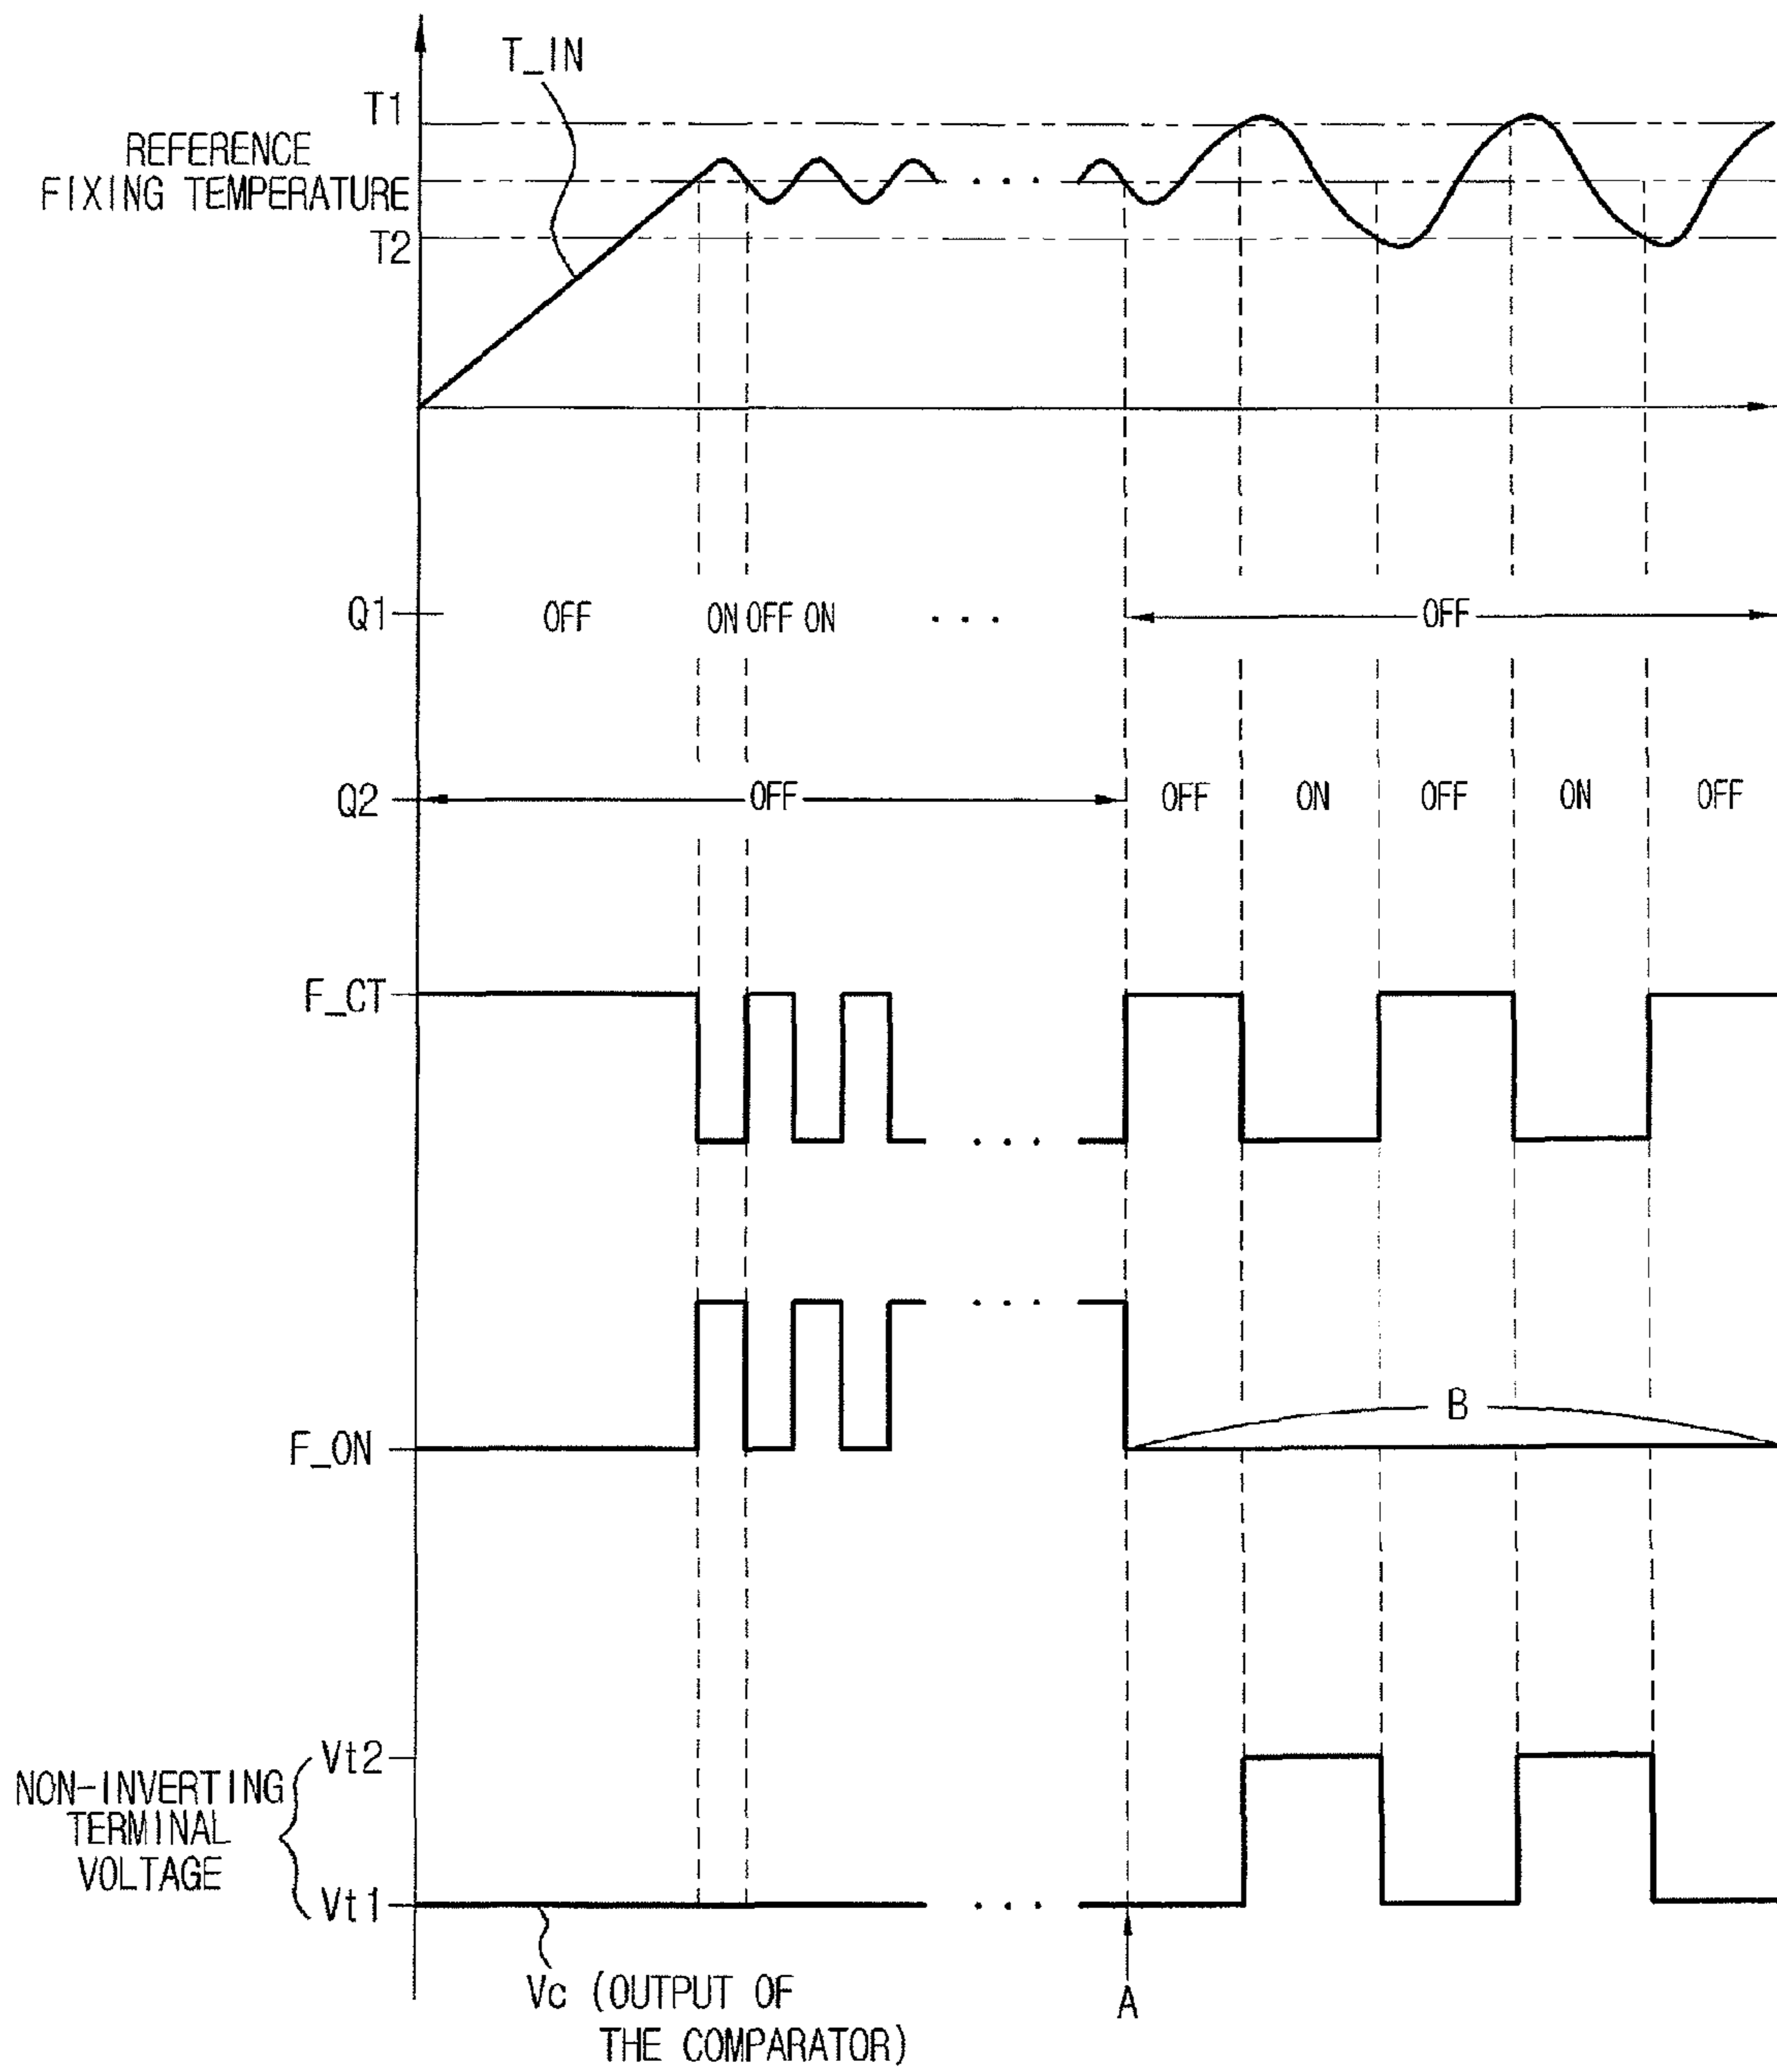 T_IN
T1
REFERENCE
FIXING TEMPERATURE
. . .
T2
Q1
OFF
ON
OFF
ON
. . .
OFF
Q2
OFF
OFF
ON
OFF
ON
OFF
F_CT
. . .
. . .
B
F_ON
Vt2
NON-INVERTING
TERMINAL
VOLTAGE
Vt1
. . .
Vc (OUTPUT OF
THE COMPARATOR)
A